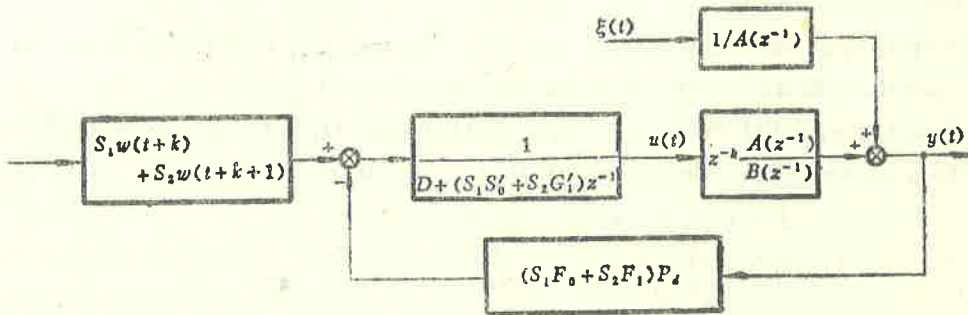 ξ(t)
1/A(z⁻¹)
S₁w(t+k)
+S₂w(t+k+1)
+
−
1
D+(S₁S₀′+S₂G₁′)z⁻¹
u(t)
z⁻ᵏ A(z⁻¹)
B(z⁻¹)
+
+
y(t)
(S₁F₀+S₂F₁)P_d